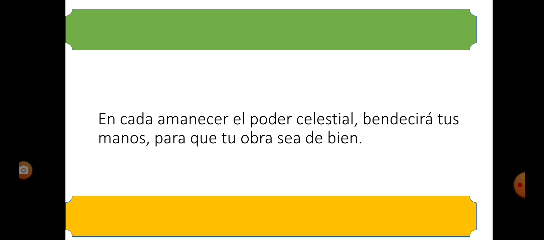 En cada amanecer el poder celestial, bendecirá tus
manos, para que tu obra sea de bien.